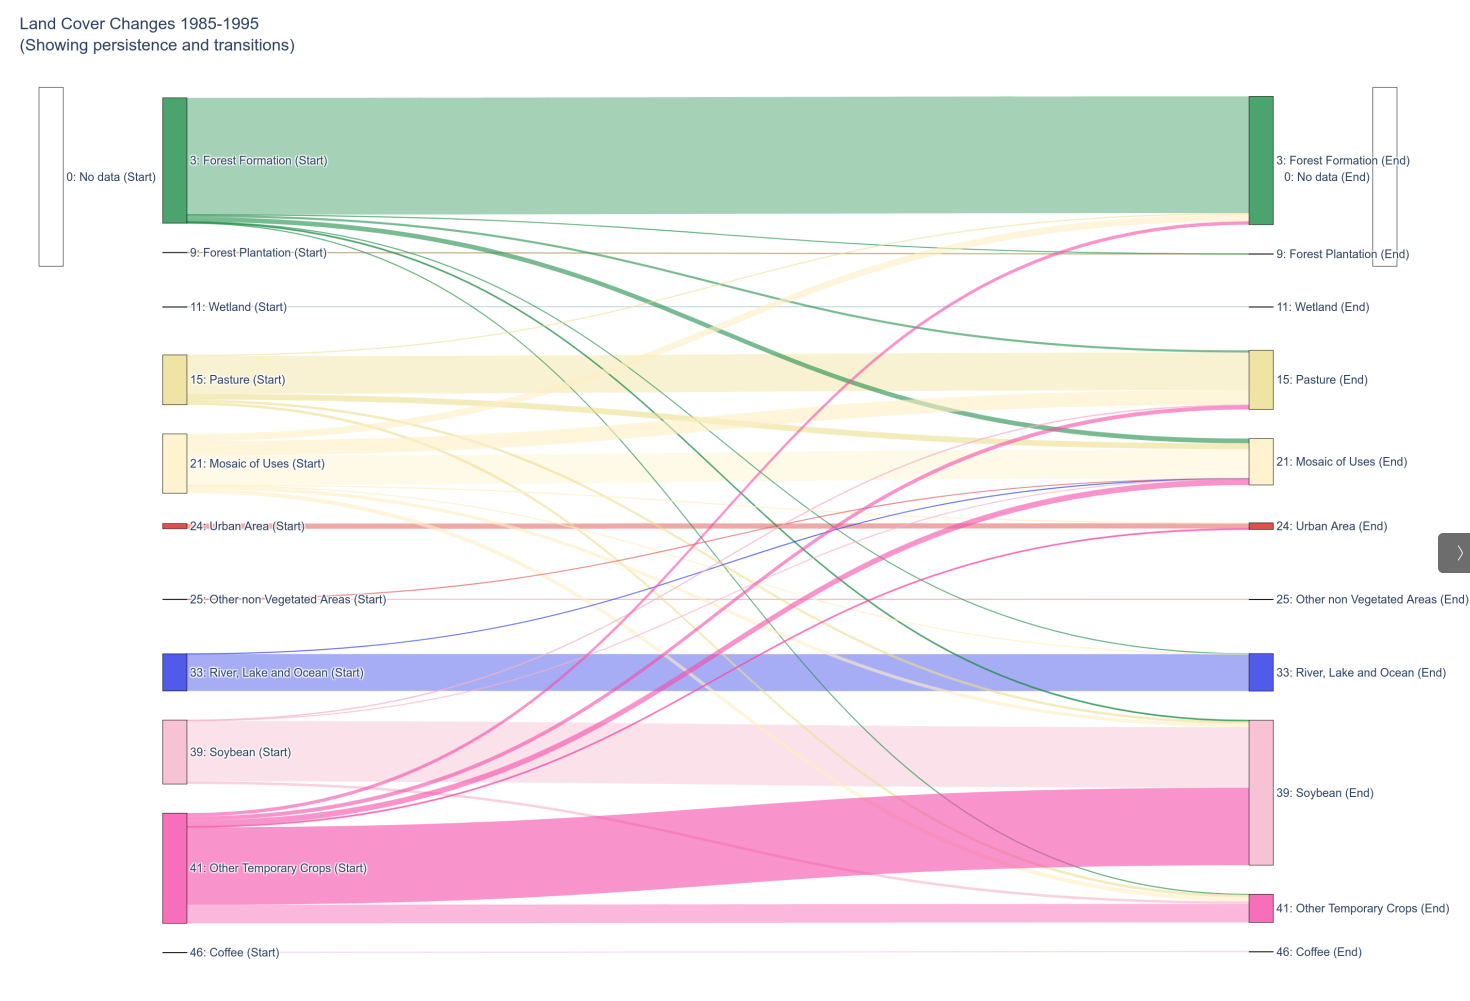 Land Cover Changes 1985-1995
(Showing persistence and transitions)
3: Forest Formation (Start)
3: Forest Formation (End)
0: No data (Start)
0: No data (End)
9: Forest Plantation (Start)
9: Forest Plantation (End)
11: Wetland (Start)
11: Wetland (End)
15: Pasture (Start)
15: Pasture (End)
21: Mosaic of Uses (Start)
21: Mosaic of Uses (End)
24: Urban Area (Start)
24: Urban Area (End)
25: Other non Vegetated Areas (Start)
25: Other non Vegetated Areas (End)
33: River, Lake and Ocean (Start)
33: River, Lake and Ocean (End)
39: Soybean (Start)
39: Soybean (End)
41: Other Temporary Crops (Start)
41: Other Temporary Crops (End)
46: Coffee (Start)
46: Coffee (End)